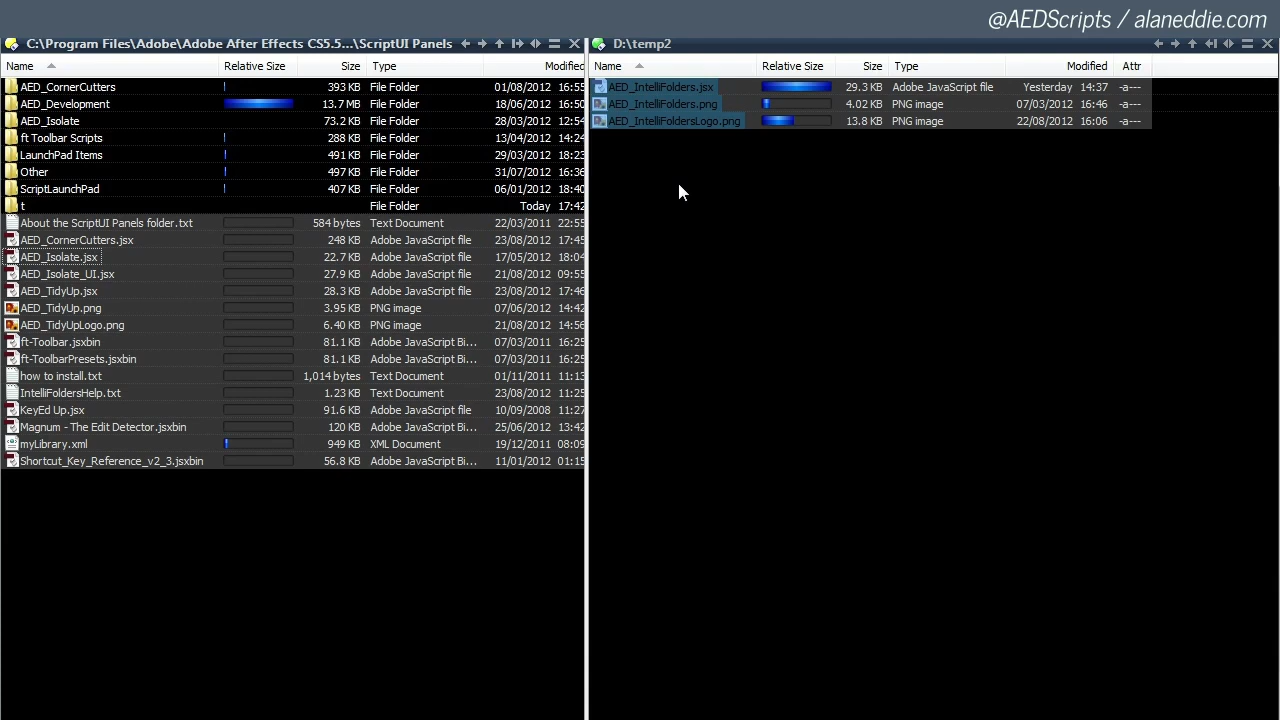 @AEDScripts / alaneddie.com
C:\Program Files\Adobe\Adobe After Effects CS5.5...\ScriptUI Panels
Name Relative Size Size Type Modified
AED_CornerCutters 393 KB File Folder 01/08/2012 16:55
AED_Development 13.7 MB File Folder 18/06/2012 16:50
AED_Isolate 73.2 KB File Folder 28/03/2012 12:54
ft Toolbar Scripts 288 KB File Folder 13/04/2012 14:24
LaunchPad Items 491 KB File Folder 29/03/2012 18:23
Other 497 KB File Folder 31/07/2012 16:36
ScriptLaunchPad 407 KB File Folder 06/01/2012 18:40
t File Folder Today 17:42
About the ScriptUI Panels folder.txt 584 bytes Text Document 22/03/2011 22:55
AED_CornerCutters.jsx 248 KB Adobe JavaScript file 23/08/2012 17:45
AED_Isolate.jsx 22.7 KB Adobe JavaScript file 17/05/2012 18:04
AED_Isolate_UI.jsx 27.9 KB Adobe JavaScript file 21/08/2012 09:55
AED_TidyUp.jsx 28.3 KB Adobe JavaScript file 23/08/2012 17:46
AED_TidyUp.png 3.95 KB PNG image 07/06/2012 14:42
AED_TidyUpLogo.png 6.40 KB PNG image 21/08/2012 14:56
ft-Toolbar.jsxbin 81.1 KB Adobe JavaScript Bi... 07/03/2011 16:25
ft-ToolbarPresets.jsxbin 81.1 KB Adobe JavaScript Bi... 07/03/2011 16:25
how to install.txt 1,014 bytes Text Document 01/11/2011 11:13
IntelliFoldersHelp.txt 1.23 KB Text Document 23/08/2012 11:25
KeyEd Up.jsx 91.6 KB Adobe JavaScript file 10/09/2008 11:27
Magnum - The Edit Detector.jsxbin 120 KB Adobe JavaScript Bi... 25/06/2012 13:42
myLibrary.xml 949 KB XML Document 19/12/2011 08:09
Shortcut_Key_Reference_v2_3.jsxbin 56.8 KB Adobe JavaScript Bi... 11/01/2012 01:15
D:\temp2
Name Relative Size Size Type Modified Attr
AED_IntelliFolders.jsx 29.3 KB Adobe JavaScript file Yesterday 14:37 -a---
AED_IntelliFolders.png 4.02 KB PNG image 07/03/2012 16:46 -a---
AED_IntelliFoldersLogo.png 13.8 KB PNG image 22/08/2012 16:06 -a---